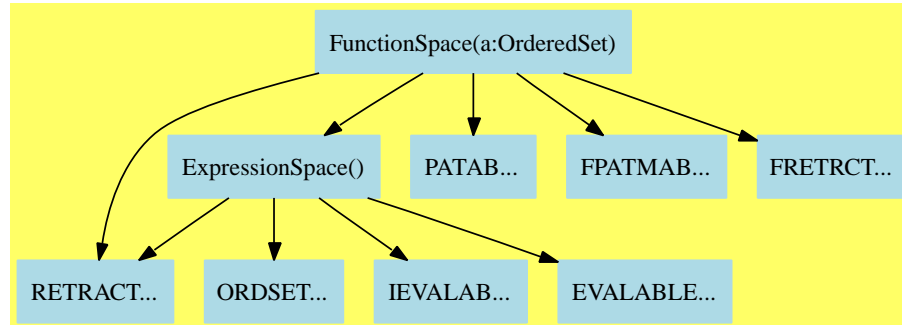 FunctionSpace(a:OrderedSet)
ExpressionSpace()
PATAB...
FPATMAB...
FRETRCT...
RETRACT...
ORDSET...
IEVALAB...
EVALABLE...